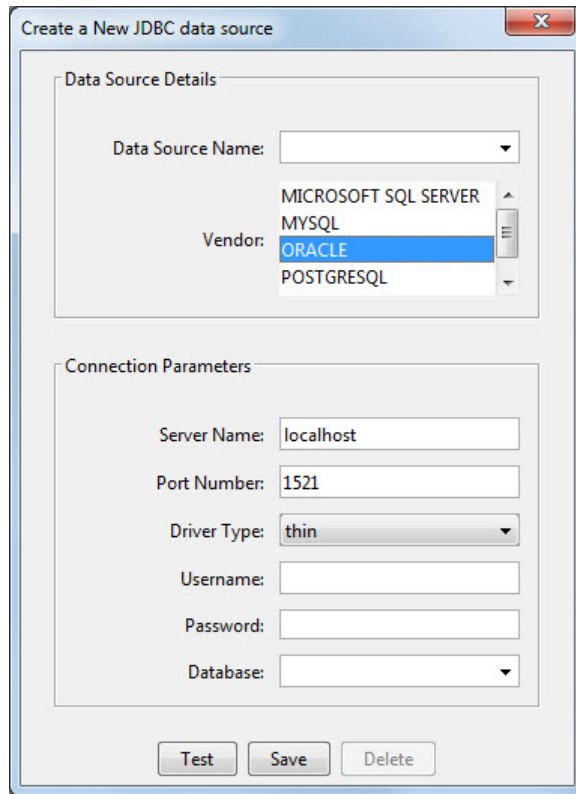 Create a New JDBC data source
Data Source Details
Data Source Name:
Vendor:
MICROSOFT SQL SERVER
MYSQL
ORACLE
POSTGRESQL
Connection Parameters
Server Name: localhost
Port Number: 1521
Driver Type: thin
Username:
Password:
Database:
Test Save Delete